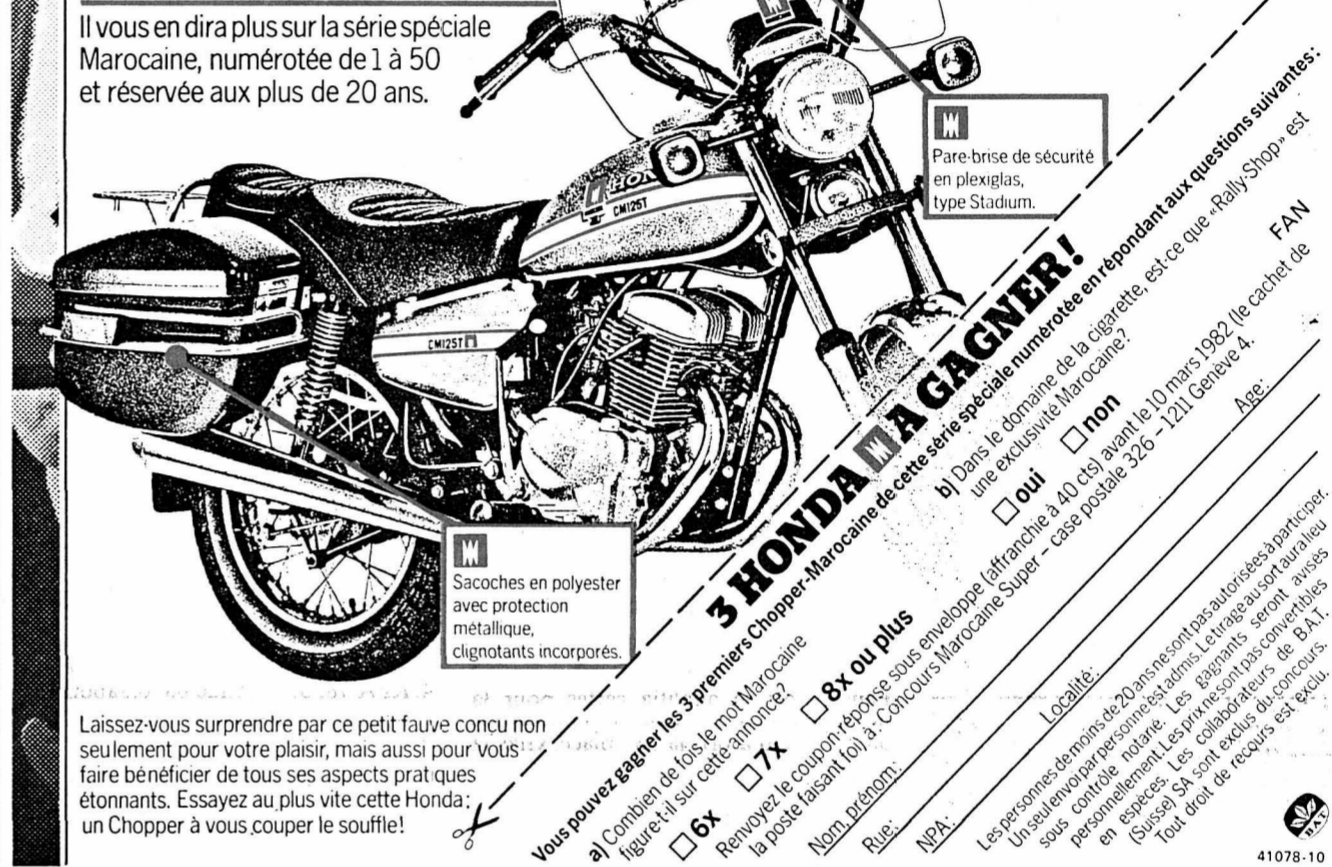 Il vous en dira plus sur la série spéciale
Marocaine, numérotée de 1 à 50
et réservée aux plus de 20 ans.
Pare-brise de sécurité
en plexiglas,
type Stadium.
HONDA
CM125T
CM125T
Sacoches en polyester
avec protection
métallique,
clignotants incorporés.
Laissez-vous surprendre par ce petit fauve conçu non
seulement pour votre plaisir, mais aussi pour vous
faire bénéficier de tous ses aspects pratiques
étonnants. Essayez au plus vite cette Honda:
un Chopper à vous couper le souffle!
3 HONDA M A GAGNER!
Vous pouvez gagner les 3 premiers Chopper-Marocaine de cette série spéciale numérotée en répondant aux questions suivantes:
a) Combien de fois le mot Marocaine
figure-t-il sur cette annonce?
6x 7x 8x ou plus
b) Dans le domaine de la cigarette, est-ce que «Rally-Shop» est
une exclusivité Marocaine?
oui non
FAN
Renvoyez le coupon-réponse sous enveloppe (affranchie à 40 cts) avant le 10 mars 1982 (le cachet de
la poste faisant foi) à: Concours Marocaine Super – case postale 326 – 1211 Genève 4.
Nom, prénom: Age:
Rue:
NPA: Localité:
Les personnes de moins de 20 ans ne sont pas autorisées à participer.
Un seul envoi par personne est admis. Le tirage au sort aura lieu
sous contrôle notarié. Les gagnants seront avisés
personnellement. Les prix ne sont pas convertibles
en espèces. Les collaborateurs de B.A.T.
(Suisse) SA sont exclus du concours.
Tout droit de recours est exclu.
B.A.T.
41078-10